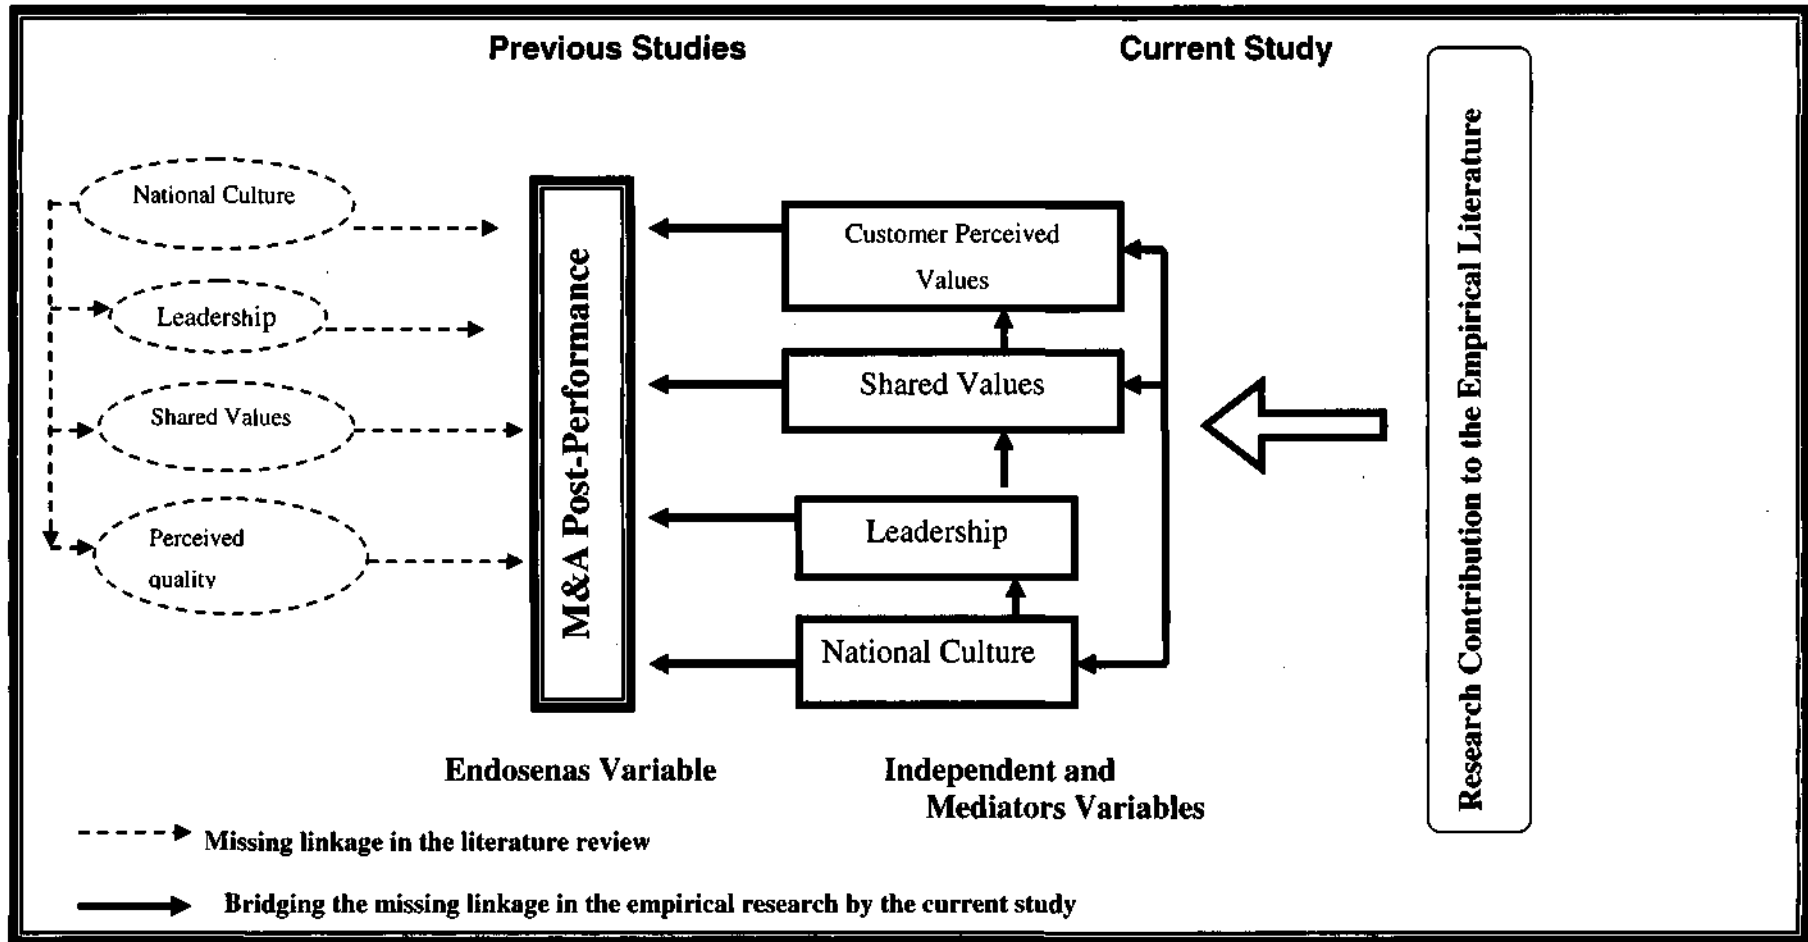 Previous Studies
Current Study
National Culture
Leadership
Shared Values
Perceived
quality
M&A Post-Performance
Customer Perceived
Values
Shared Values
Leadership
National Culture
Research Contribution to the Empirical Literature
Endosenas Variable
Independent and
Mediators Variables
Missing linkage in the literature review
Bridging the missing linkage in the empirical research by the current study